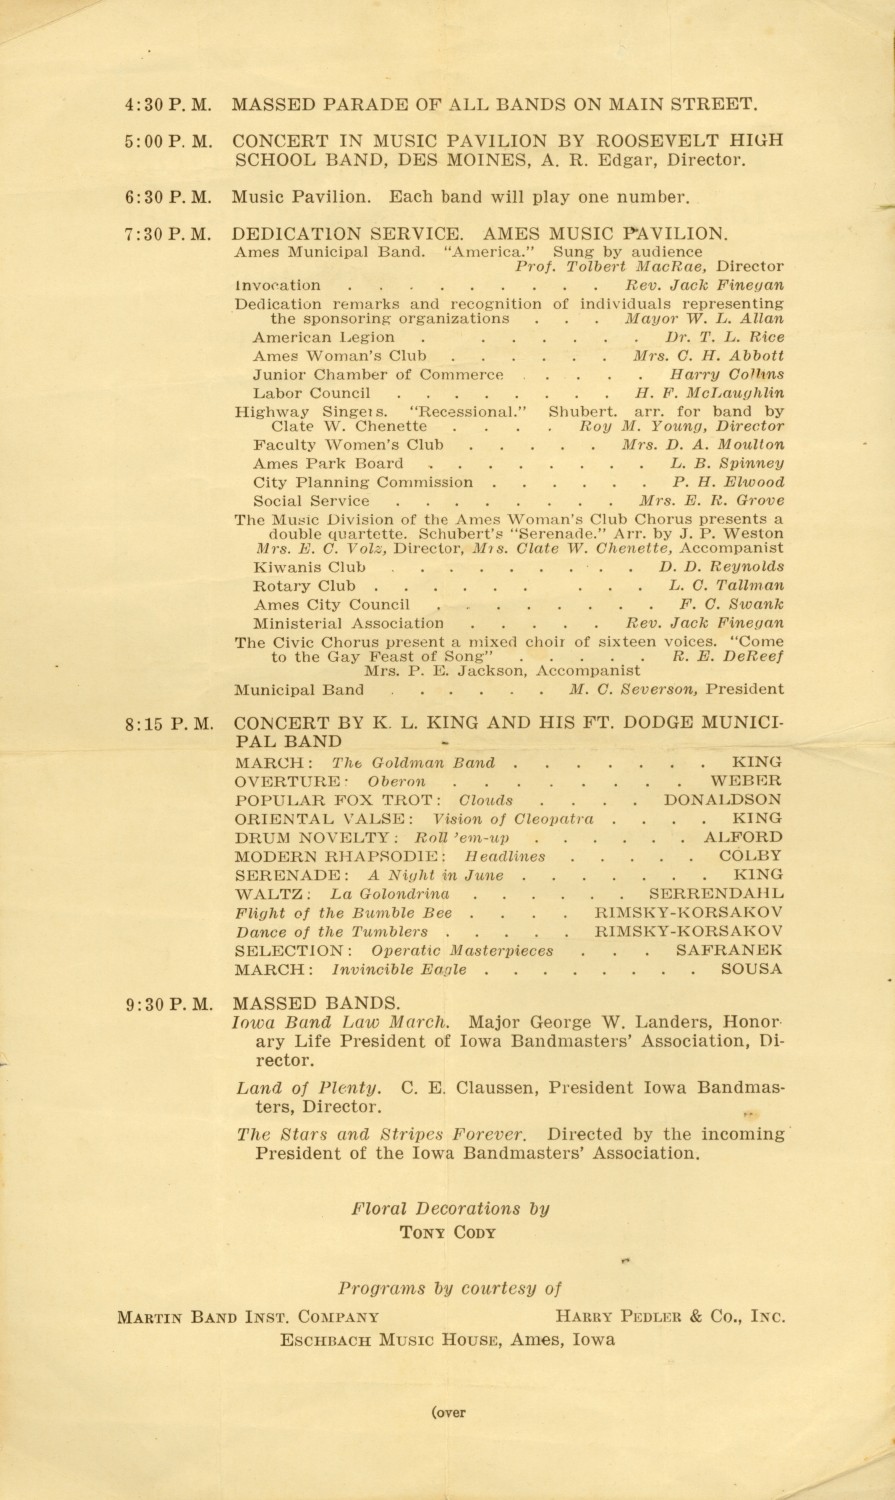 4:30 P. M. MASSED PARADE OF ALL BANDS ON MAIN STREET.
5:00 P. M. CONCERT IN MUSIC PAVILION BY ROOSEVELT HIGH
SCHOOL BAND, DES MOINES, A. R. Edgar, Director.
6:30 P. M. Music Pavilion. Each band will play one number.
7:30 P. M. DEDICATION SERVICE. AMES MUSIC PAVILION.
Ames Municipal Band. "America." Sung by audience
Prof. Tolbert MacRae, Director
Invocation . . . . . . . . . Rev. Jack Finegan
Dedication remarks and recognition of individuals representing
the sponsoring organizations . . . Mayor W. L. Allan
American Legion . . . . . . . Dr. T. L. Rice
Ames Woman's Club . . . . . . Mrs. C. H. Abbott
Junior Chamber of Commerce . . . . Harry Collins
Labor Council . . . . . . . . H. F. McLaughlin
Highway Singers. "Recessional." Shubert. arr. for band by
Clate W. Chenette . . . . Roy M. Young, Director
Faculty Women's Club . . . . . Mrs. D. A. Moulton
Ames Park Board . . . . . . . . L. B. Spinney
City Planning Commission . . . . . . P. H. Elwood
Social Service . . . . . . . . Mrs. E. R. Grove
The Music Division of the Ames Woman's Club Chorus presents a
double quartette. Schubert's "Serenade." Arr. by J. P. Weston
Mrs. E. C. Volz, Director, Mrs. Clate W. Chenette, Accompanist
Kiwanis Club . . . . . . . . . D. D. Reynolds
Rotary Club . . . . . . . . . L. C. Tallman
Ames City Council . . . . . . . . F. C. Swank
Ministerial Association . . . . . Rev. Jack Finegan
The Civic Chorus present a mixed choir of sixteen voices. "Come
to the Gay Feast of Song" . . . . . R. E. DeReef
Mrs. P. E. Jackson, Accompanist
Municipal Band . . . . . . M. C. Severson, President
8:15 P. M. CONCERT BY K. L. KING AND HIS FT. DODGE MUNICI-
PAL BAND
MARCH: The Goldman Band . . . . . . . KING
OVERTURE: Oberon . . . . . . . . WEBER
POPULAR FOX TROT: Clouds . . . . DONALDSON
ORIENTAL VALSE: Vision of Cleopatra . . . . KING
DRUM NOVELTY: Roll 'em-up . . . . . . ALFORD
MODERN RHAPSODIE: Headlines . . . . . COLBY
SERENADE: A Night in June . . . . . . . KING
WALTZ: La Golondrina . . . . . . SERRENDAHL
Flight of the Bumble Bee . . . . RIMSKY-KORSAKOV
Dance of the Tumblers . . . . . RIMSKY-KORSAKOV
SELECTION: Operatic Masterpieces . . . SAFRANEK
MARCH: Invincible Eagle . . . . . . . . SOUSA
9:30 P. M. MASSED BANDS.
Iowa Band Law March. Major George W. Landers, Honor-
ary Life President of Iowa Bandmasters' Association, Di-
rector.
Land of Plenty. C. E. Claussen, President Iowa Bandmas-
ters, Director.
The Stars and Stripes Forever. Directed by the incoming
President of the Iowa Bandmasters' Association.
Floral Decorations by
TONY CODY
Programs by courtesy of
MARTIN BAND INST. COMPANY HARRY PEDLER & CO., INC.
ESCHBACH MUSIC HOUSE, Ames, Iowa
(over